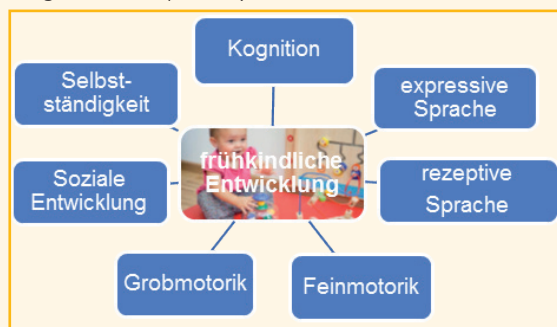 Kognition
Selbst-
ständigkeit
expressive
Sprache
frühkindliche
Entwicklung
Soziale
Entwicklung
rezeptive
Sprache
Grobmotorik
Feinmotorik